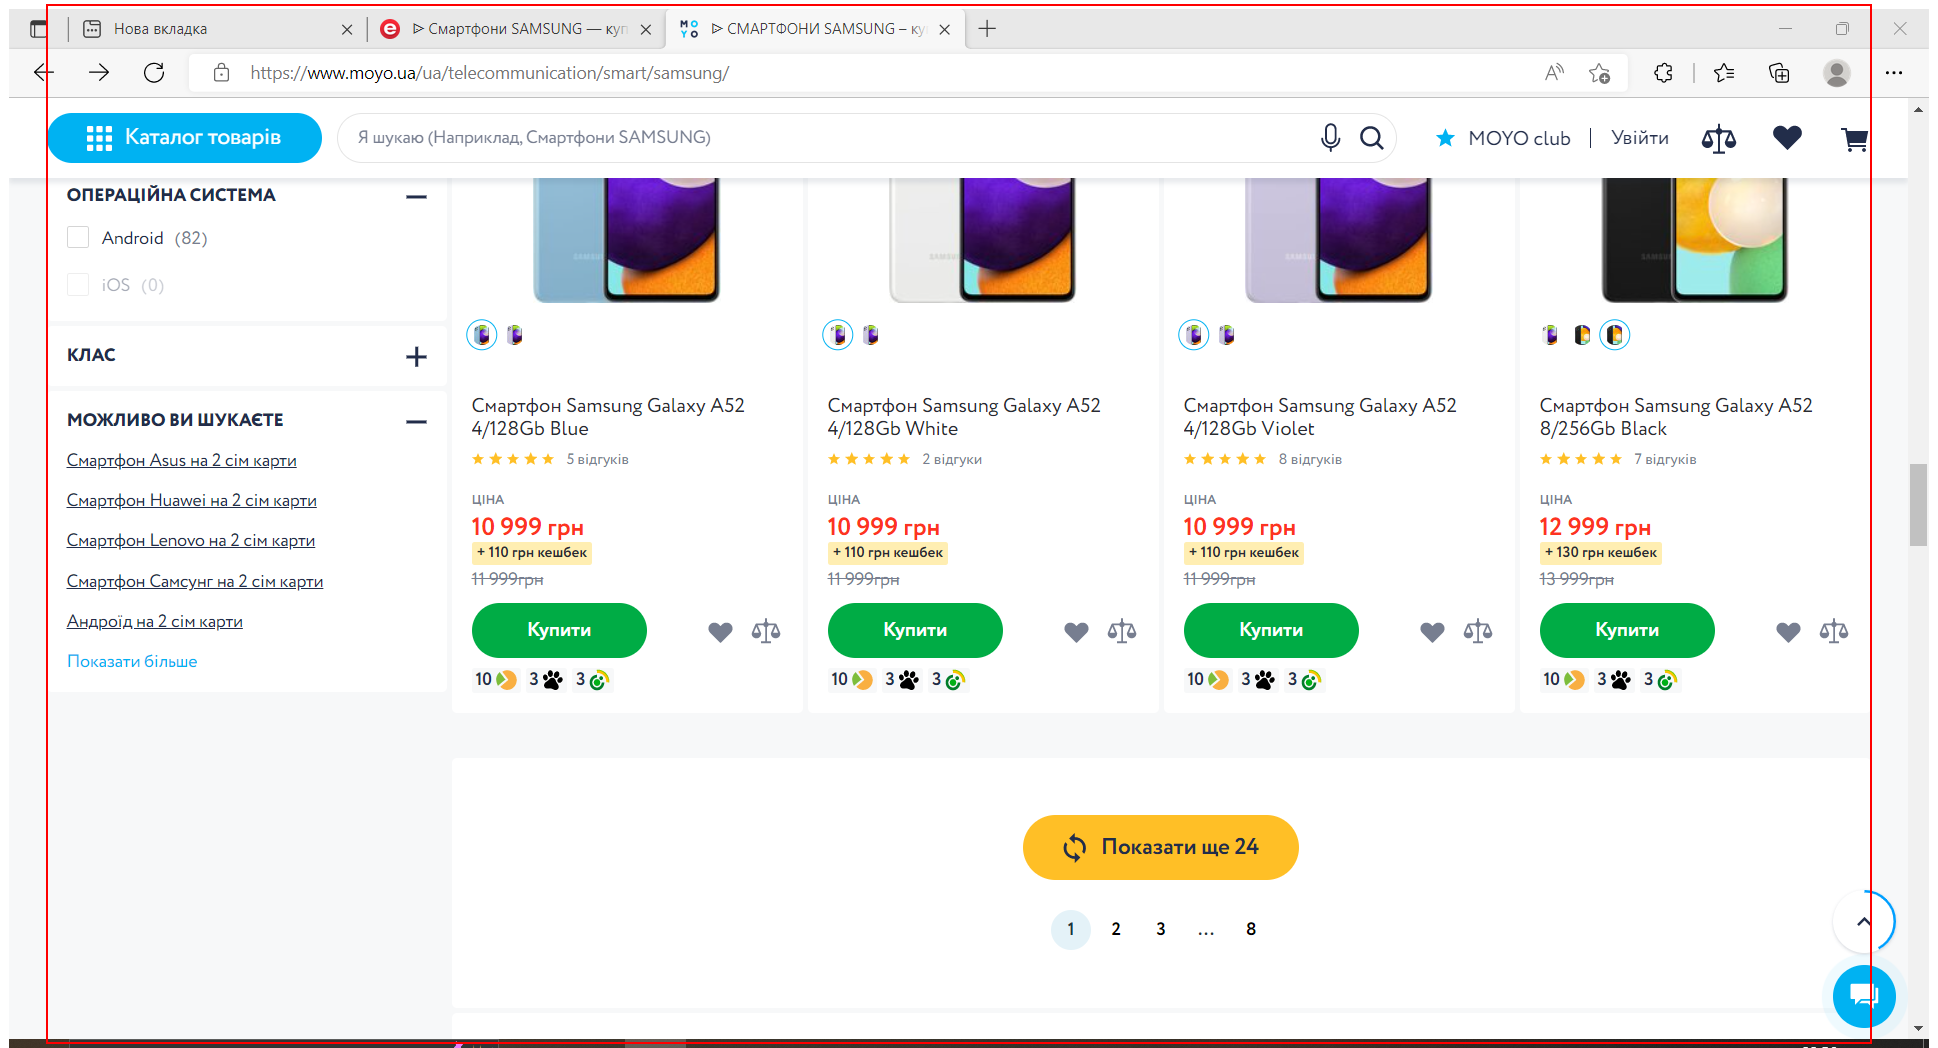 Нова вкладка
ᐈ Смартфони SAMSUNG — куп
ᐈ СМАРТФОНИ SAMSUNG – ку
https://www.moyo.ua/ua/telecommunication/smart/samsung/
Каталог товарів
Я шукаю (Наприклад, Смартфони SAMSUNG)
MOYO club | Увійти
ОПЕРАЦІЙНА СИСТЕМА
Android (82)
iOS (0)
КЛАС
МОЖЛИВО ВИ ШУКАЄТЕ
Смартфон Asus на 2 сім карти
Смартфон Huawei на 2 сім карти
Смартфон Lenovo на 2 сім карти
Смартфон Самсунг на 2 сім карти
Андроїд на 2 сім карти
Показати більше
Смартфон Samsung Galaxy A52
4/128Gb Blue
5 відгуків
ЦІНА
10 999 грн
+ 110 грн кешбек
11 999грн
Купити
10 3 3
Смартфон Samsung Galaxy A52
4/128Gb White
2 відгуки
ЦІНА
10 999 грн
+ 110 грн кешбек
11 999грн
Купити
10 3 3
Смартфон Samsung Galaxy A52
4/128Gb Violet
8 відгуків
ЦІНА
10 999 грн
+ 110 грн кешбек
11 999грн
Купити
10 3 3
Смартфон Samsung Galaxy A52
8/256Gb Black
7 відгуків
ЦІНА
12 999 грн
+ 130 грн кешбек
13 999грн
Купити
10 3 3
Показати ще 24
1 2 3 ... 8